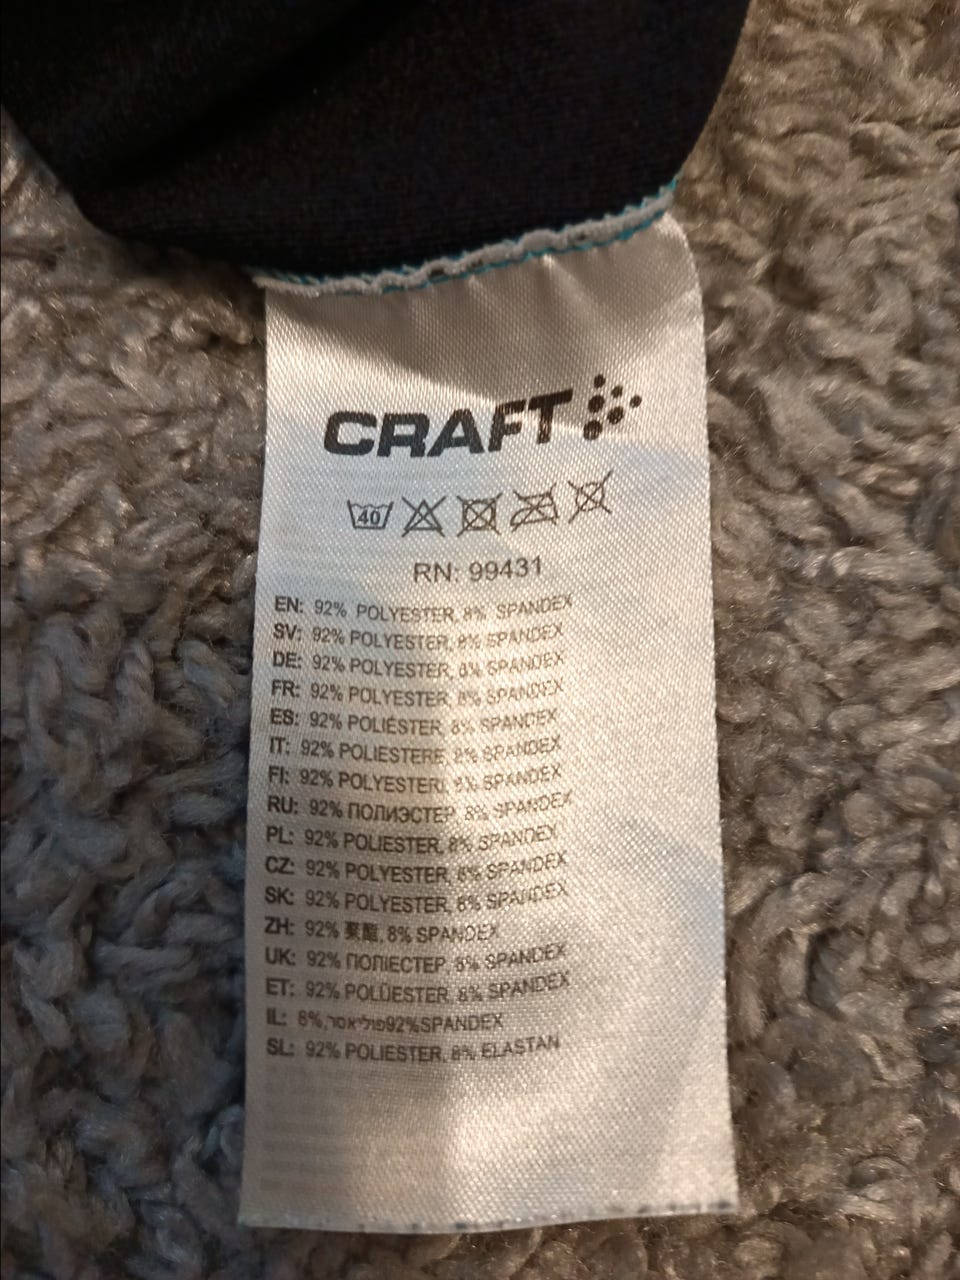 CRAFT
40
RN: 99431
EN: 92% POLYESTER, 8% SPANDEX
SV: 92% POLYESTER, 8% SPANDEX
DE: 92% POLYESTER, 8% SPANDEX
FR: 92% POLYESTER, 8% SPANDEX
ES: 92% POLIÉSTER, 8% SPANDEX
IT: 92% POLIESTERE, 8% SPANDEX
FI: 92% POLYESTERI, 8% SPANDEX
RU: 92% ПОЛИЭСТЕР, 8% SPANDEX
PL: 92% POLIESTER, 8% SPANDEX
CZ: 92% POLYESTER, 8% SPANDEX
SK: 92% POLYESTER, 8% SPANDEX
ZH: 92% 聚酯, 8% SPANDEX
UK: 92% ПОЛІЕСТЕР, 8% SPANDEX
ET: 92% POLÜESTER, 8% SPANDEX
IL: 8%,פוליאסר92%SPANDEX
SL: 92% POLIESTER, 8% ELASTAN